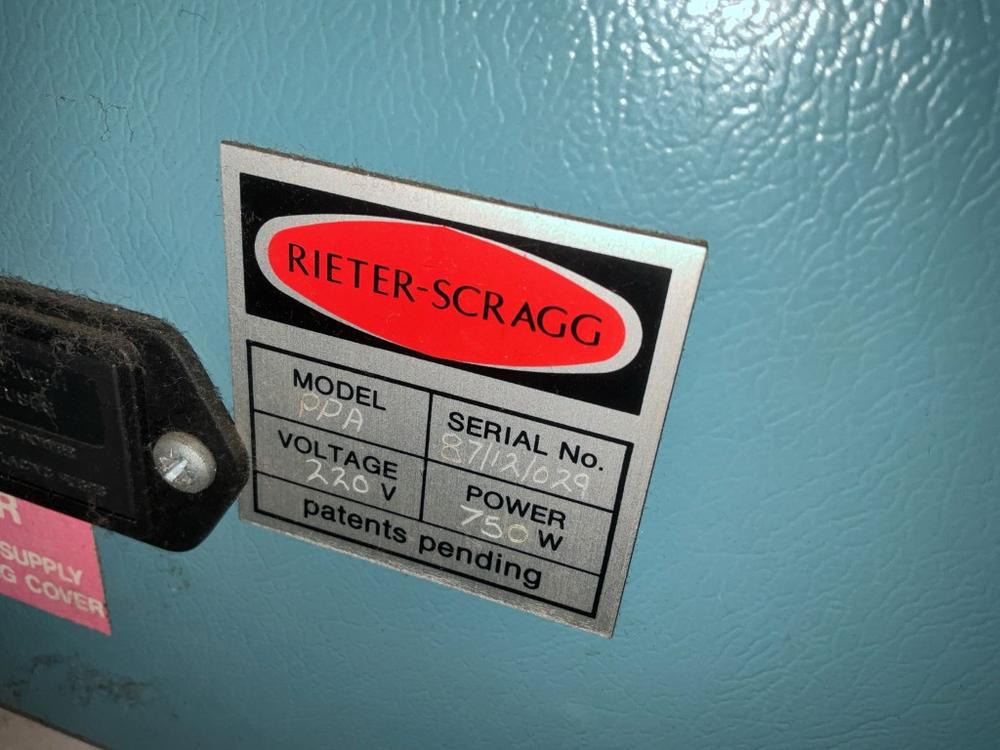 RIETER-SCRAGG
MODEL
PPA
SERIAL No.
87/12/029
VOLTAGE
220 V
POWER
750 W
patents pending
R
SUPPLY
G COVER